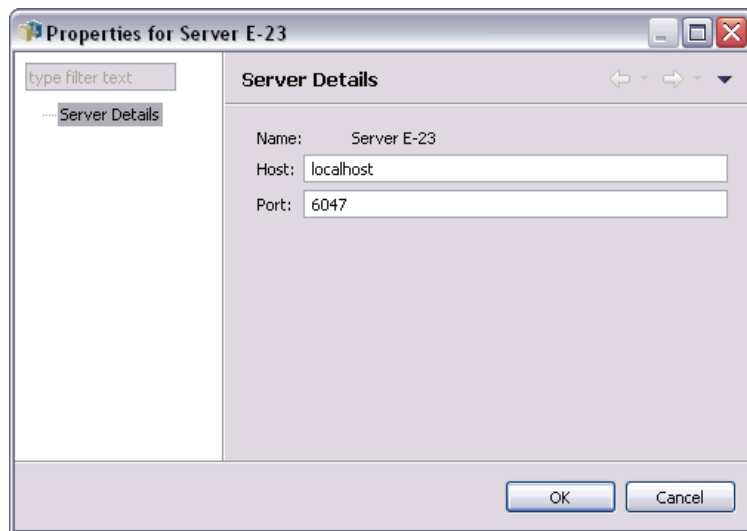 Properties for Server E-23
type filter text
Server Details
Server Details
Name: Server E-23
Host: localhost
Port: 6047
OK Cancel